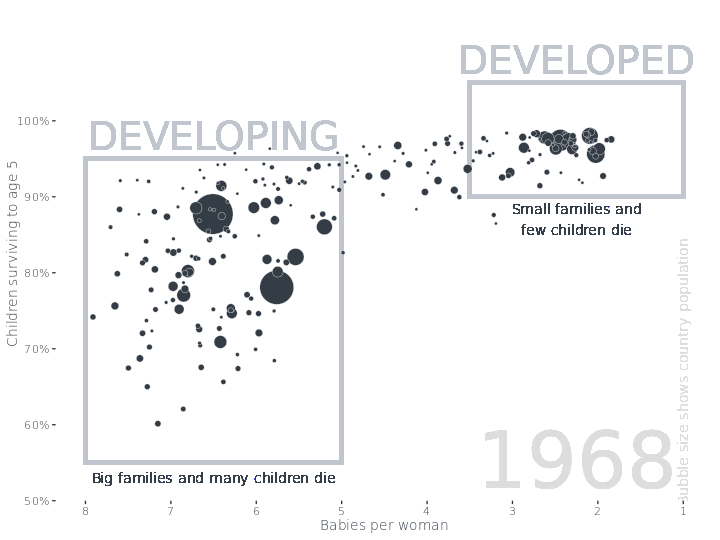 DEVELOPED
DEVELOPING
Children surviving to age 5
100%
90%
80%
70%
60%
50%
Small families and
few children die
Big families and many children die
1968
Bubble size shows country population
8
7
6
5
4
3
2
1
Babies per woman